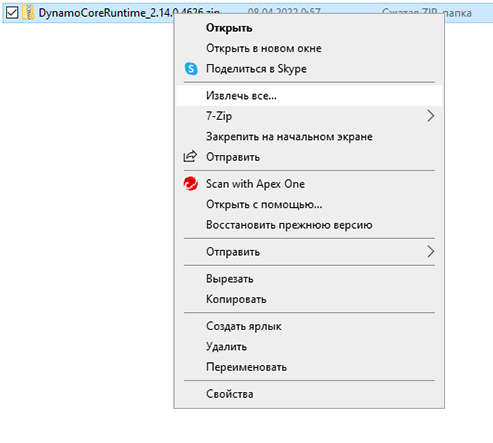 DynamoCoreRuntime_2.14.0.4626.zip 08.04.2022 0:57 Сжатая ZIP-папка
Открыть
Открыть в новом окне
Поделиться в Skype
Извлечь все...
7-Zip
Закрепить на начальном экране
Отправить
Scan with Apex One
Открыть с помощью...
Восстановить прежнюю версию
Отправить
Вырезать
Копировать
Создать ярлык
Удалить
Переименовать
Свойства